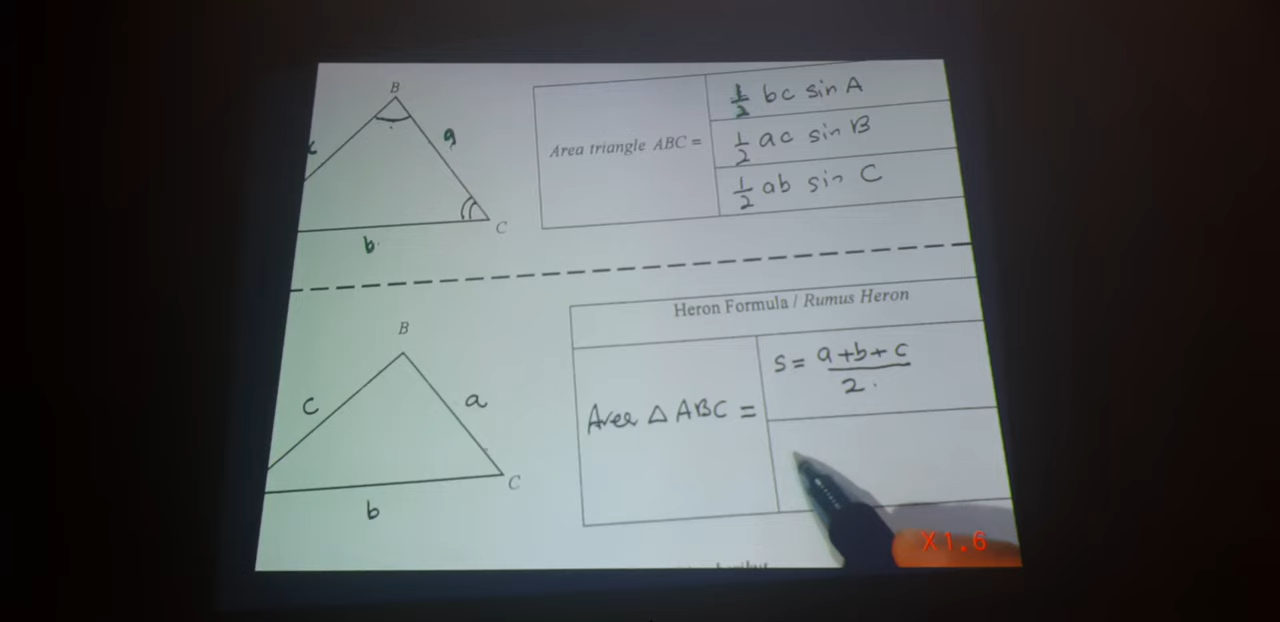 B
c
a
b
C
Area triangle ABC =
1/2 bc sin A
1/2 ac sin B
1/2 ab sin C
Heron Formula / Rumus Heron
B
c
a
b
C
Area △ ABC =
s = a+b+c
2
X1.6